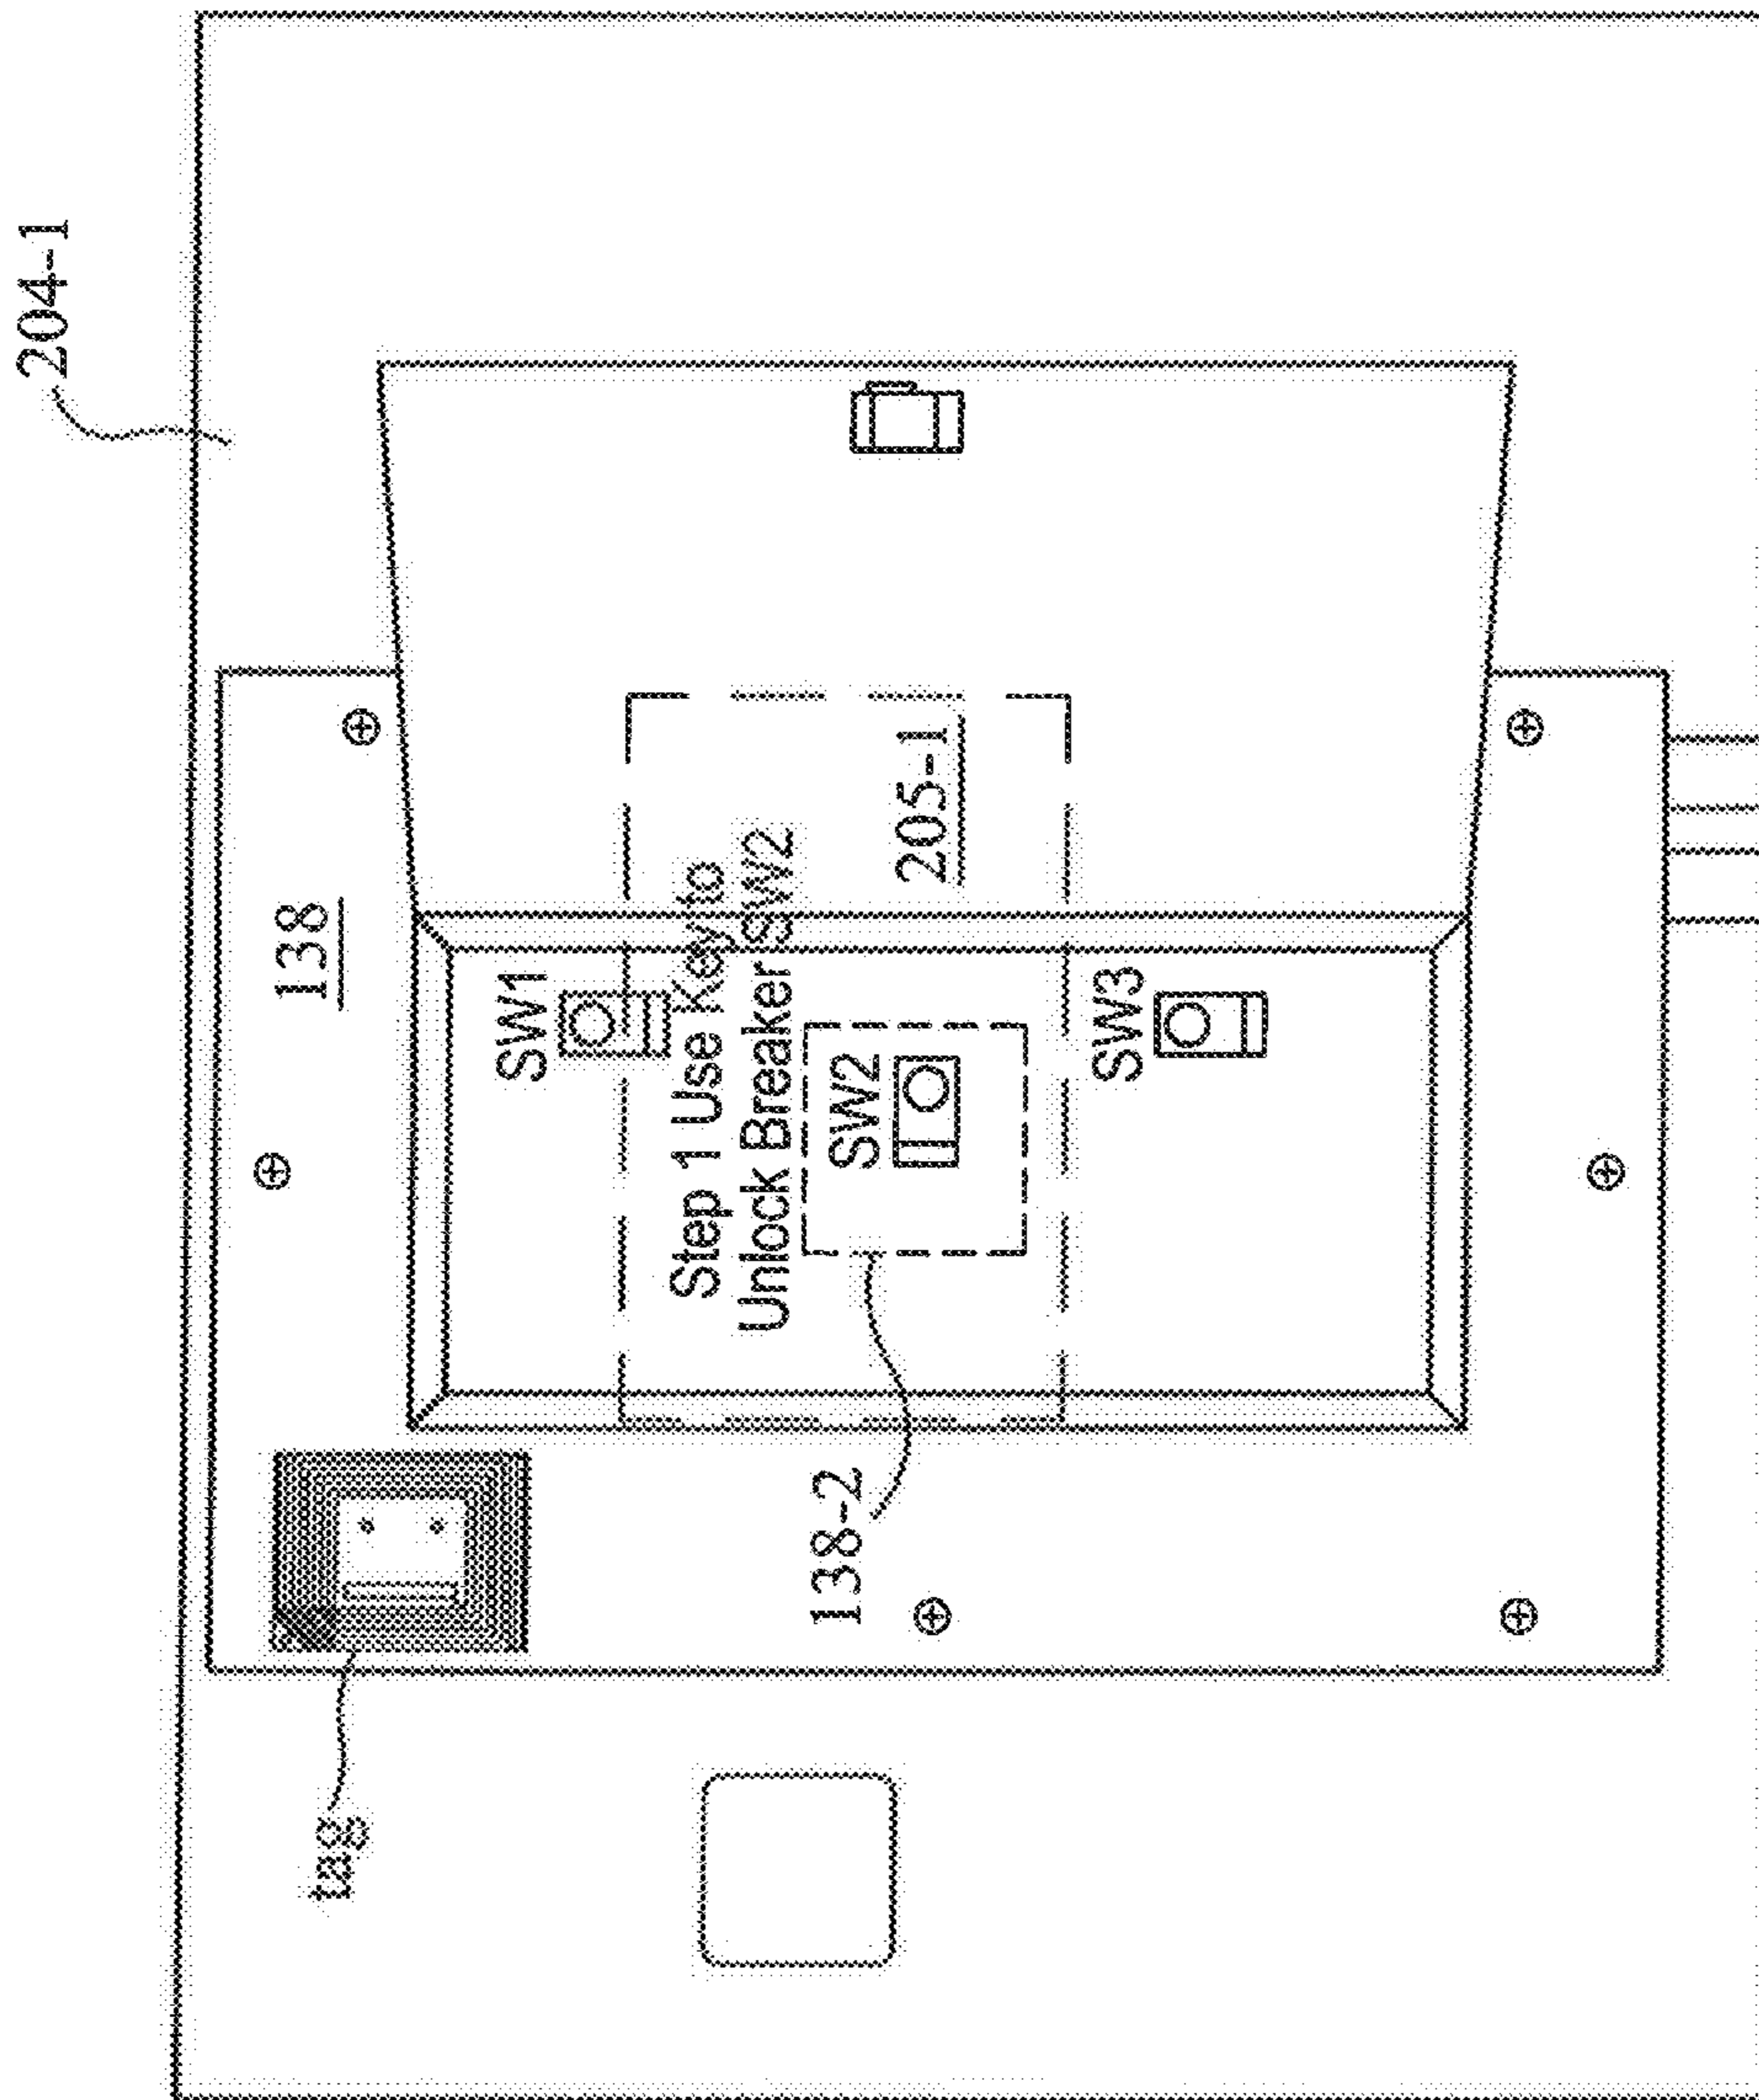 204-1
138
SW1
Step 1 Use Key to
Unlock Breaker SW2
205-1
SW2
SW3
138-2
tag